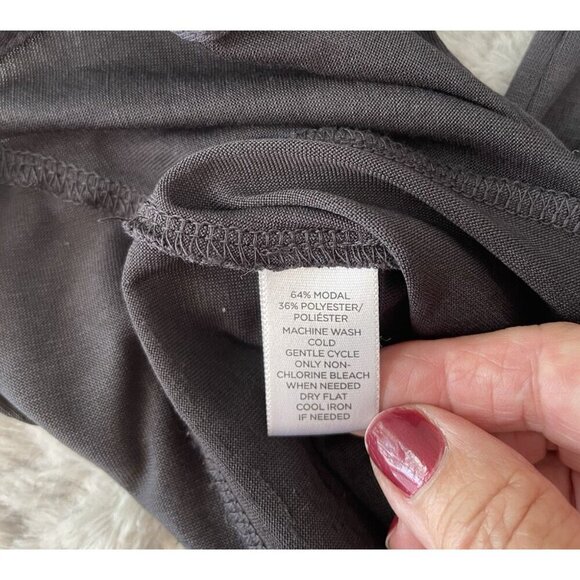 64% MODAL
36% POLYESTER/
POLIÉSTER
MACHINE WASH
COLD
GENTLE CYCLE
ONLY NON-
CHLORINE BLEACH
WHEN NEEDED
DRY FLAT
COOL IRON
IF NEEDED